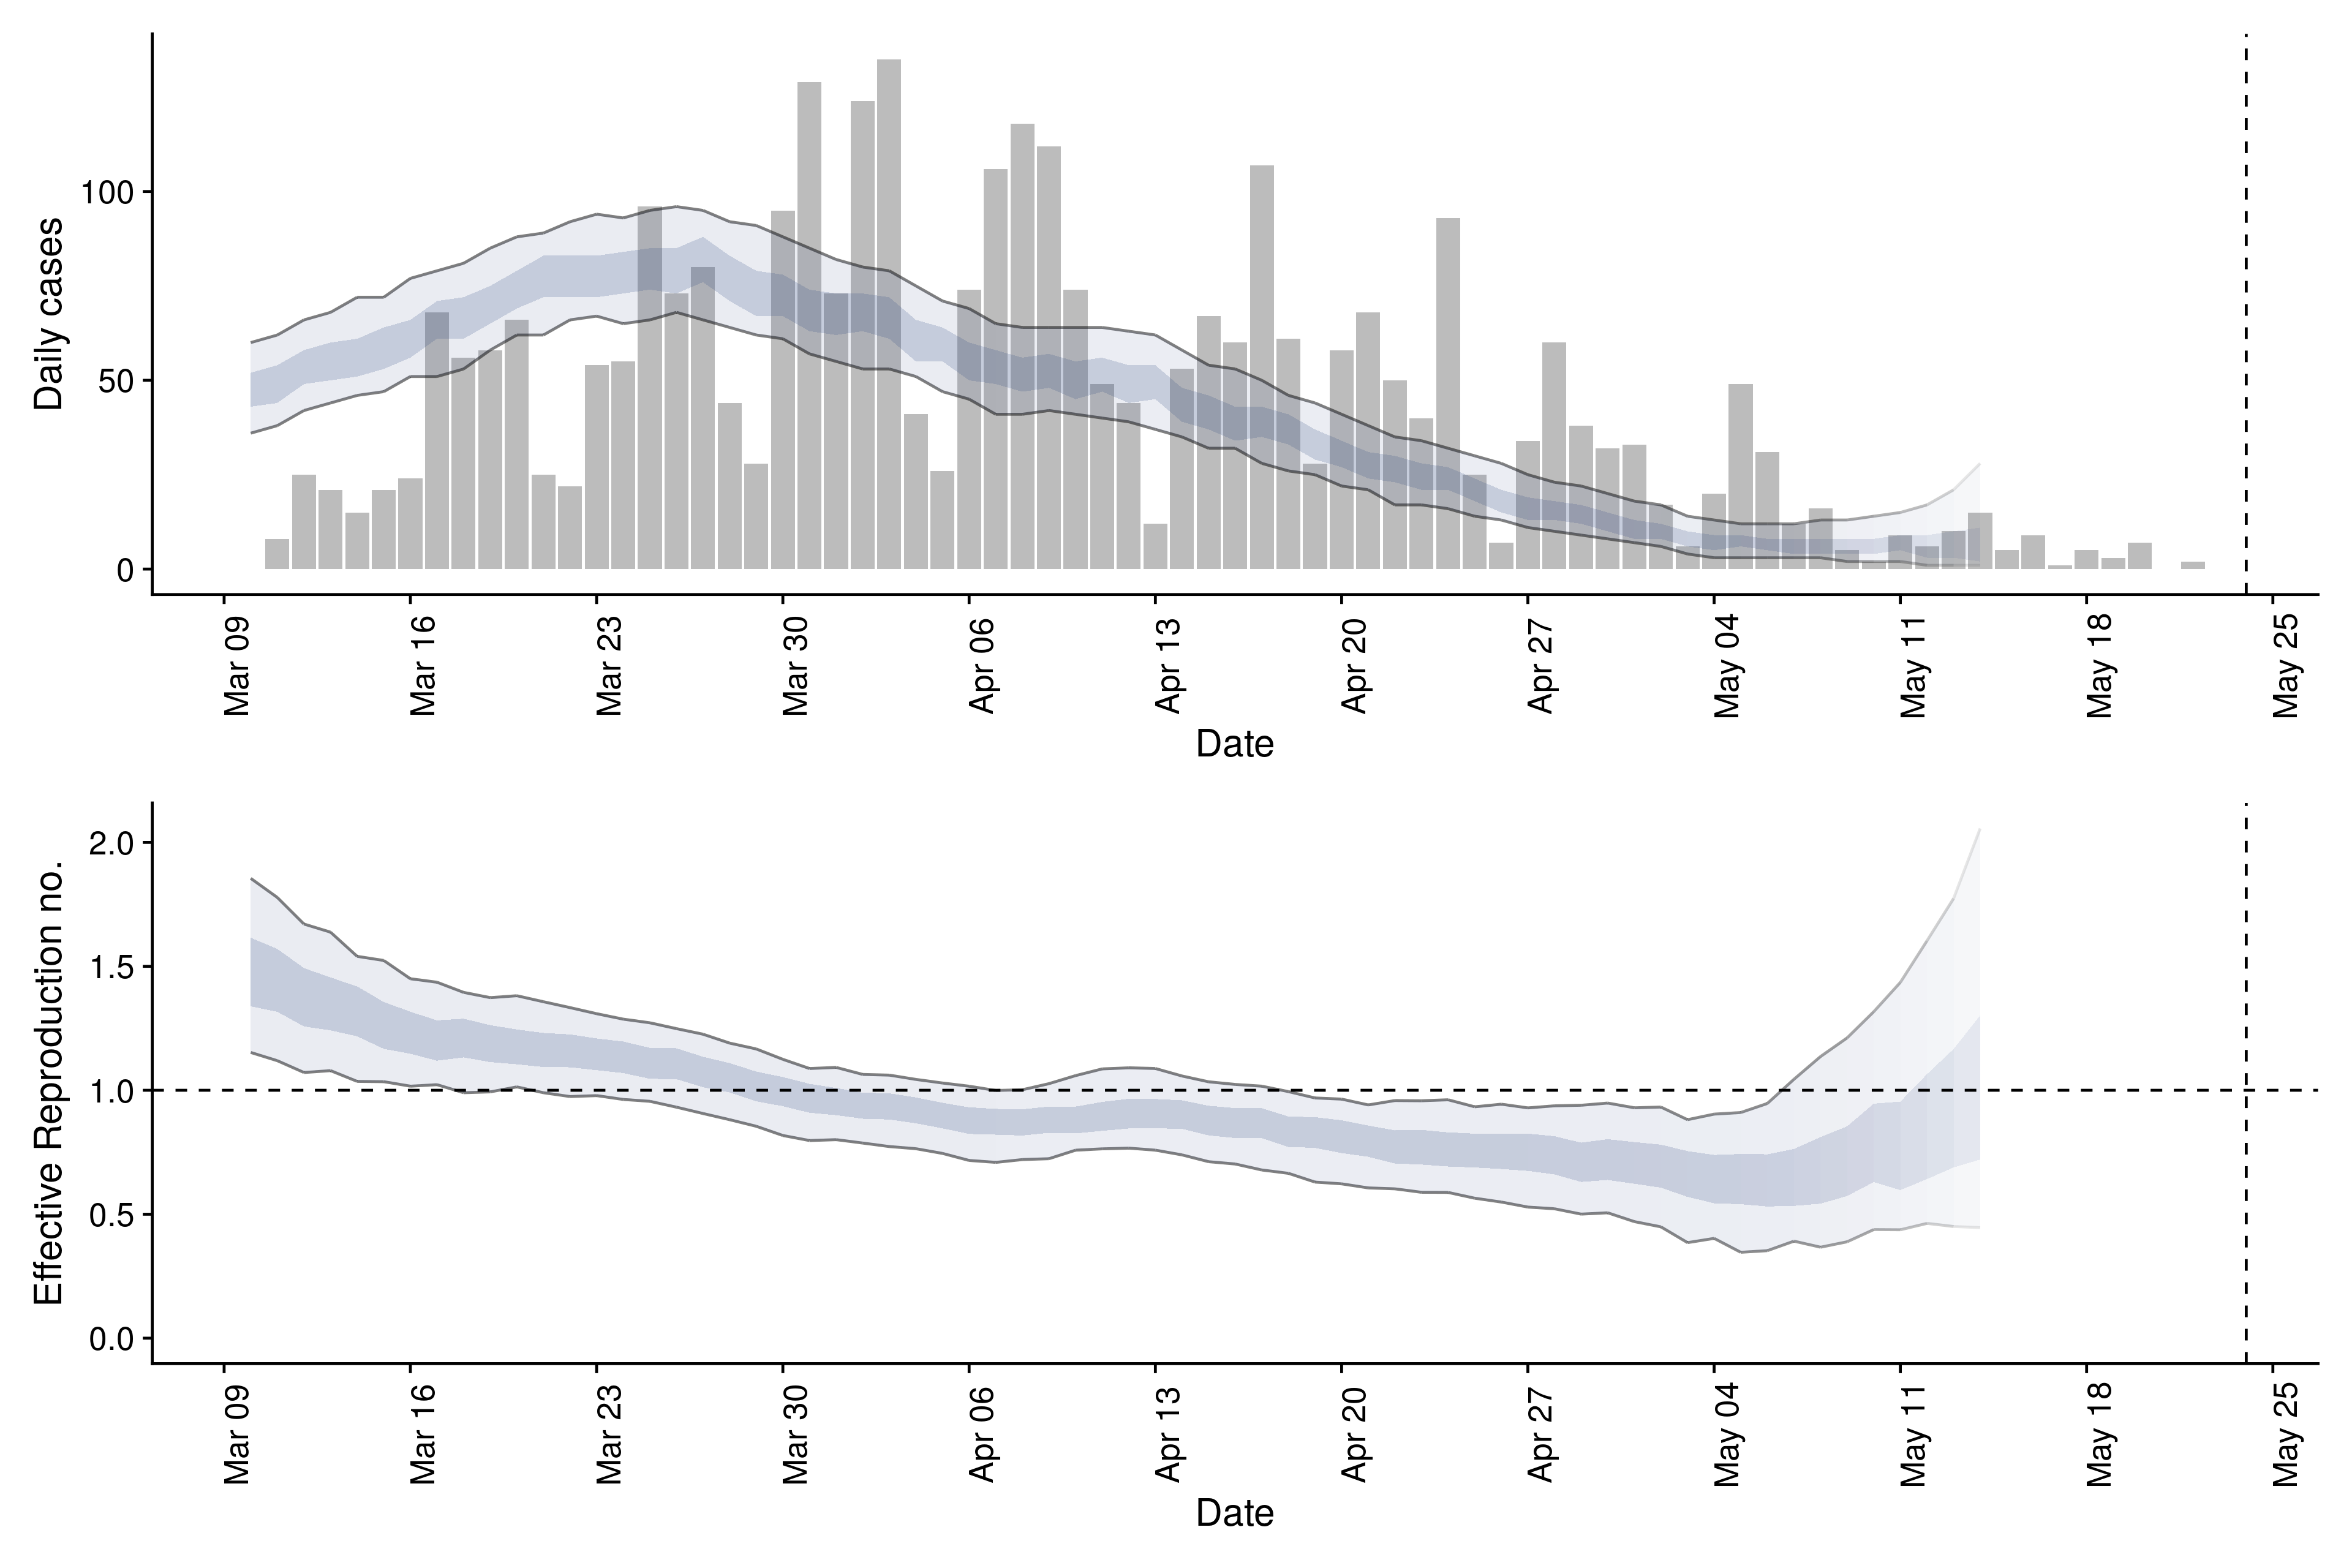 Daily cases
100
50
0
Mar 09
Mar 16
Mar 23
Mar 30
Apr 06
Apr 13
Apr 20
Apr 27
May 04
May 11
May 18
May 25
Date
Effective Reproduction no.
2.0
1.5
1.0
0.5
0.0
Mar 09
Mar 16
Mar 23
Mar 30
Apr 06
Apr 13
Apr 20
Apr 27
May 04
May 11
May 18
May 25
Date